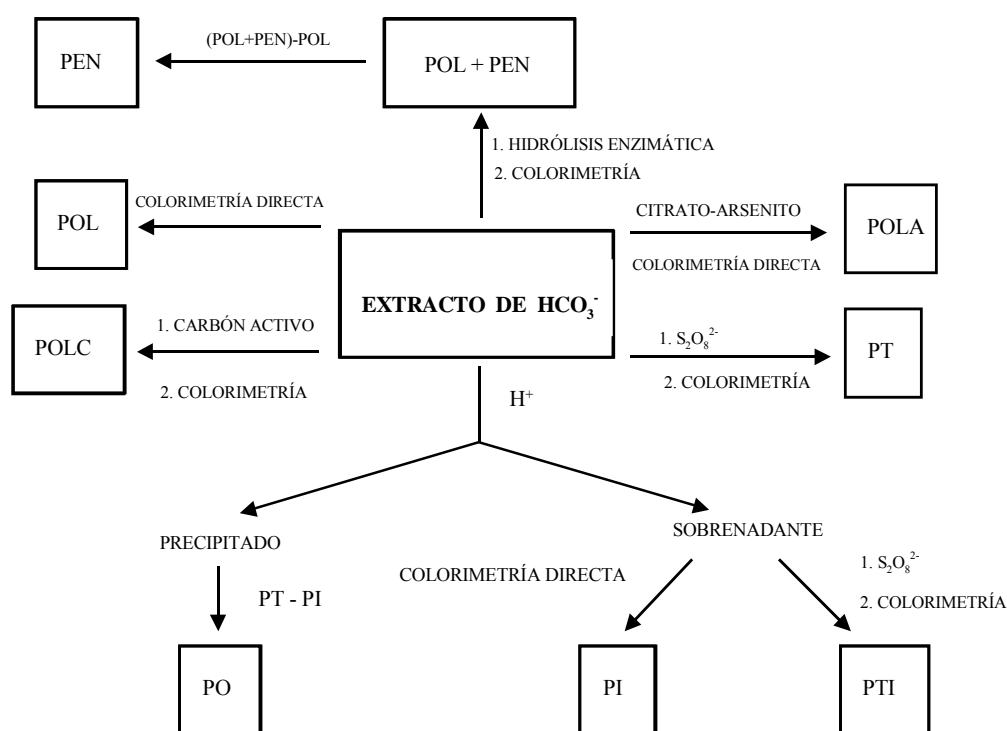 PEN
(POL+PEN)-POL
POL + PEN
1. HIDRÓLISIS ENZIMÁTICA
2. COLORIMETRÍA
POL
COLORIMETRÍA DIRECTA
CITRATO-ARSENITO
COLORIMETRÍA DIRECTA
POLA
EXTRACTO DE HCO₃⁻
POLC
1. CARBÓN ACTIVO
2. COLORIMETRÍA
1. S₂O₈²⁻
2. COLORIMETRÍA
PT
H⁺
PRECIPITADO
SOBRENADANTE
PT - PI
COLORIMETRÍA DIRECTA
1. S₂O₈²⁻
2. COLORIMETRÍA
PO
PI
PTI